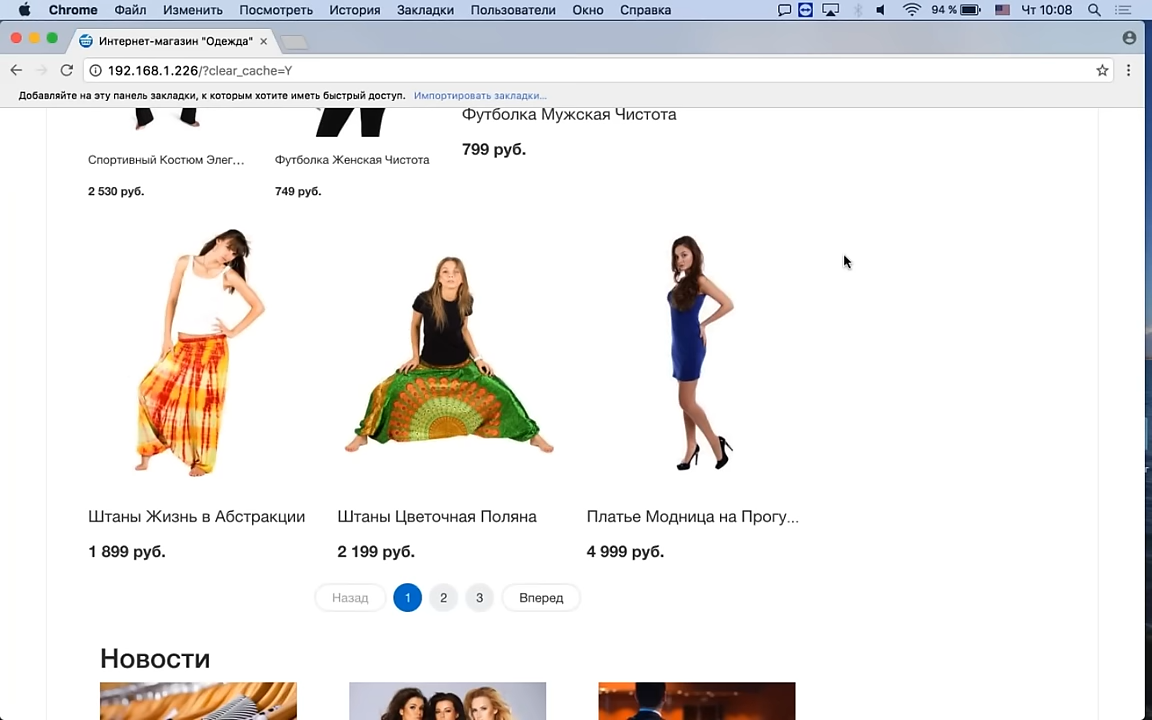 Chrome Файл Изменить Посмотреть История Закладки Пользователи Окно Справка 94 % Чт 10:08
Интернет-магазин "Одежда" ×
192.168.1.226/?clear_cache=Y
Добавляйте на эту панель закладки, к которым хотите иметь быстрый доступ. Импортировать закладки...
Футболка Мужская Чистота
799 руб.
Спортивный Костюм Элег... Футболка Женская Чистота
2 530 руб. 749 руб.
Штаны Жизнь в Абстракции Штаны Цветочная Поляна Платье Модница на Прогу...
1 899 руб. 2 199 руб. 4 999 руб.
Назад 1 2 3 Вперед
Новости